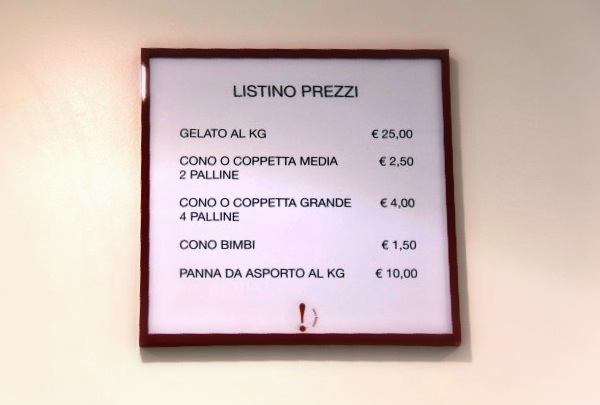 LISTINO PREZZI
GELATO AL KG € 25,00
CONO O COPPETTA MEDIA € 2,50
2 PALLINE
CONO O COPPETTA GRANDE € 4,00
4 PALLINE
CONO BIMBI € 1,50
PANNA DA ASPORTO AL KG € 10,00
!